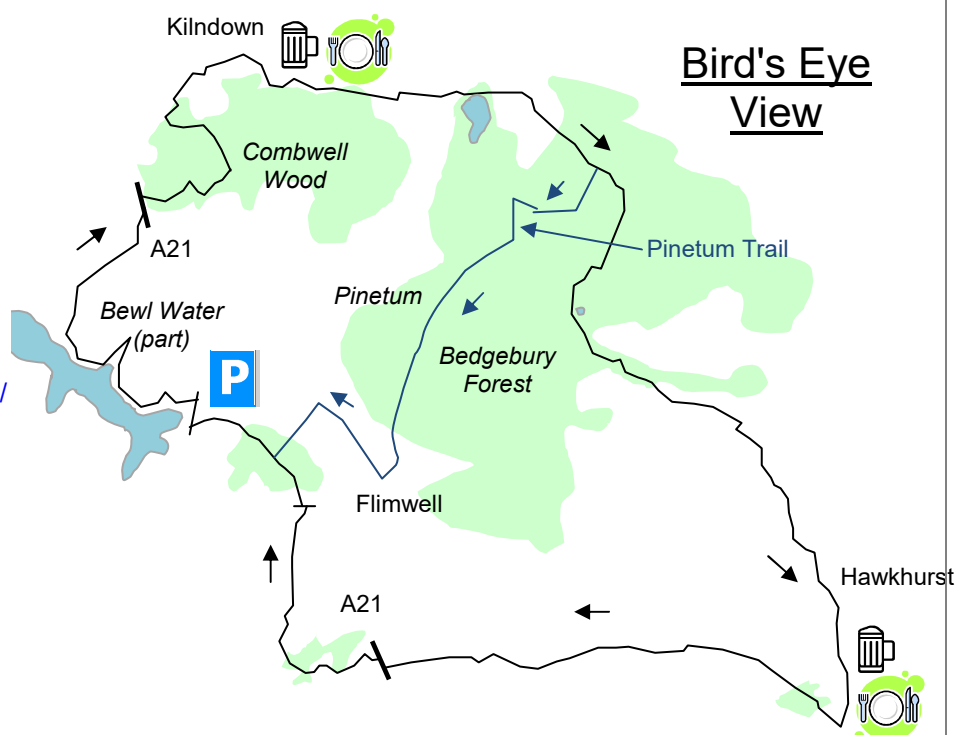 Kilndown
Bird's Eye
View
Combwell
Wood
A21
Pinetum Trail
Pinetum
Bewl Water
(part)
P
Bedgebury
Forest
/
Flimwell
Hawkhurst
A21